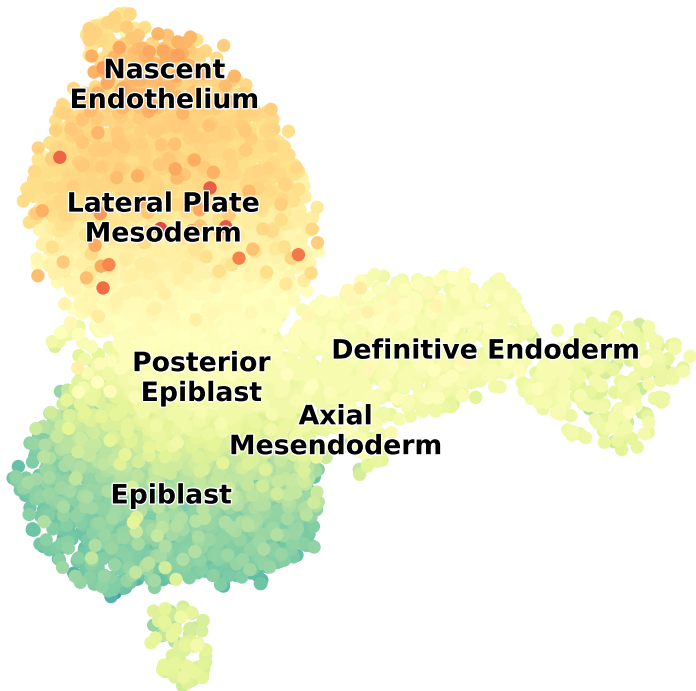 Nascent
Endothelium
Lateral Plate
Mesoderm
Posterior
Epiblast
Definitive Endoderm
Axial
Mesendoderm
Epiblast